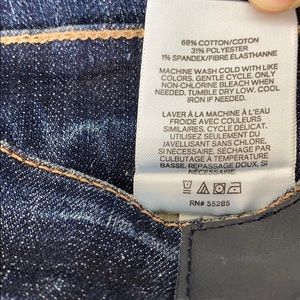 68% COTTON/COTON
31% POLYESTER
1% SPANDEX/FIBRE ÉLASTHANNE
MACHINE WASH COLD WITH LIKE
COLORS. GENTLE CYCLE. ONLY
NON-CHLORINE BLEACH WHEN
NEEDED. TUMBLE DRY LOW. COOL
IRON IF NEEDED.
LAVER À LA MACHINE À L'EAU
FROIDE AVEC COULEURS
SIMILAIRES. CYCLE DÉLICAT.
UTILISEZ SEULEMENT DU
JAVELLISANT SANS CHLORE,
SI NÉCESSAIRE. SÉCHAGE PAR
CULBUTAGE À TEMPÉRATURE
BASSE. REPASSAGE DOUX, SI
NÉCESSAIRE.
RN# 55285